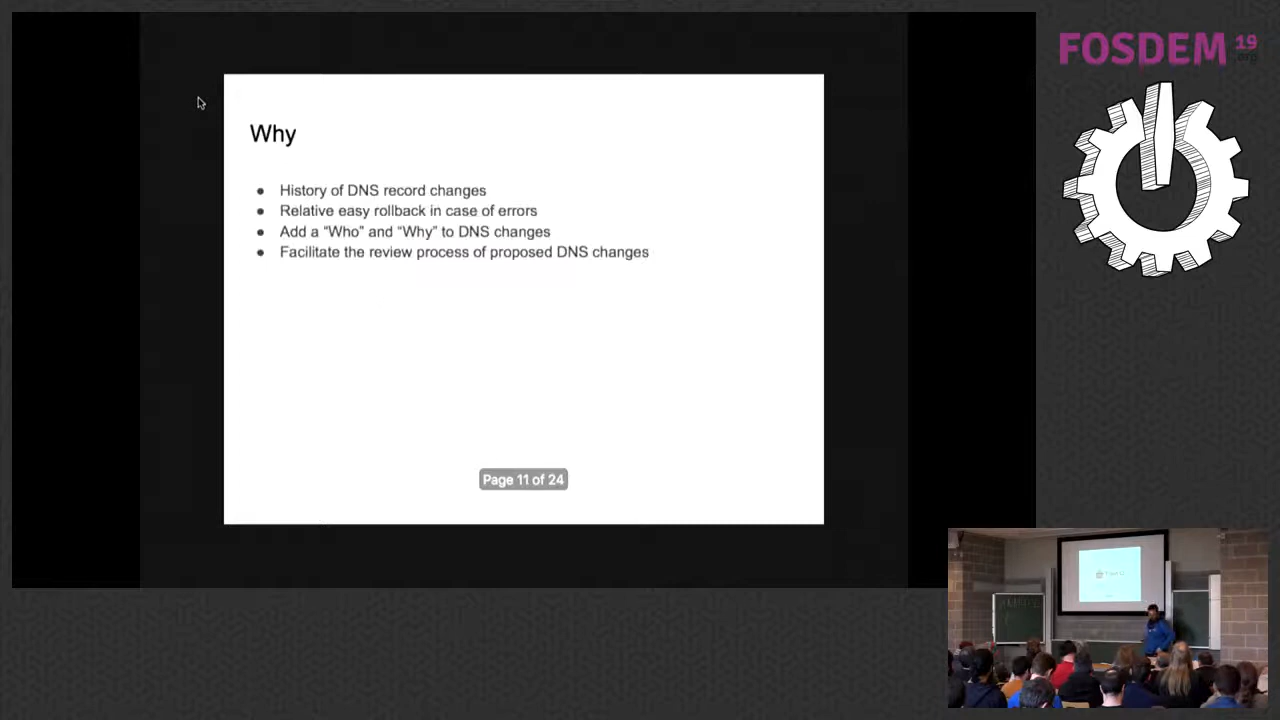 FOSDEM 19
.org
Why
● History of DNS record changes
● Relative easy rollback in case of errors
● Add a “Who” and “Why” to DNS changes
● Facilitate the review process of proposed DNS changes
Page 11 of 24